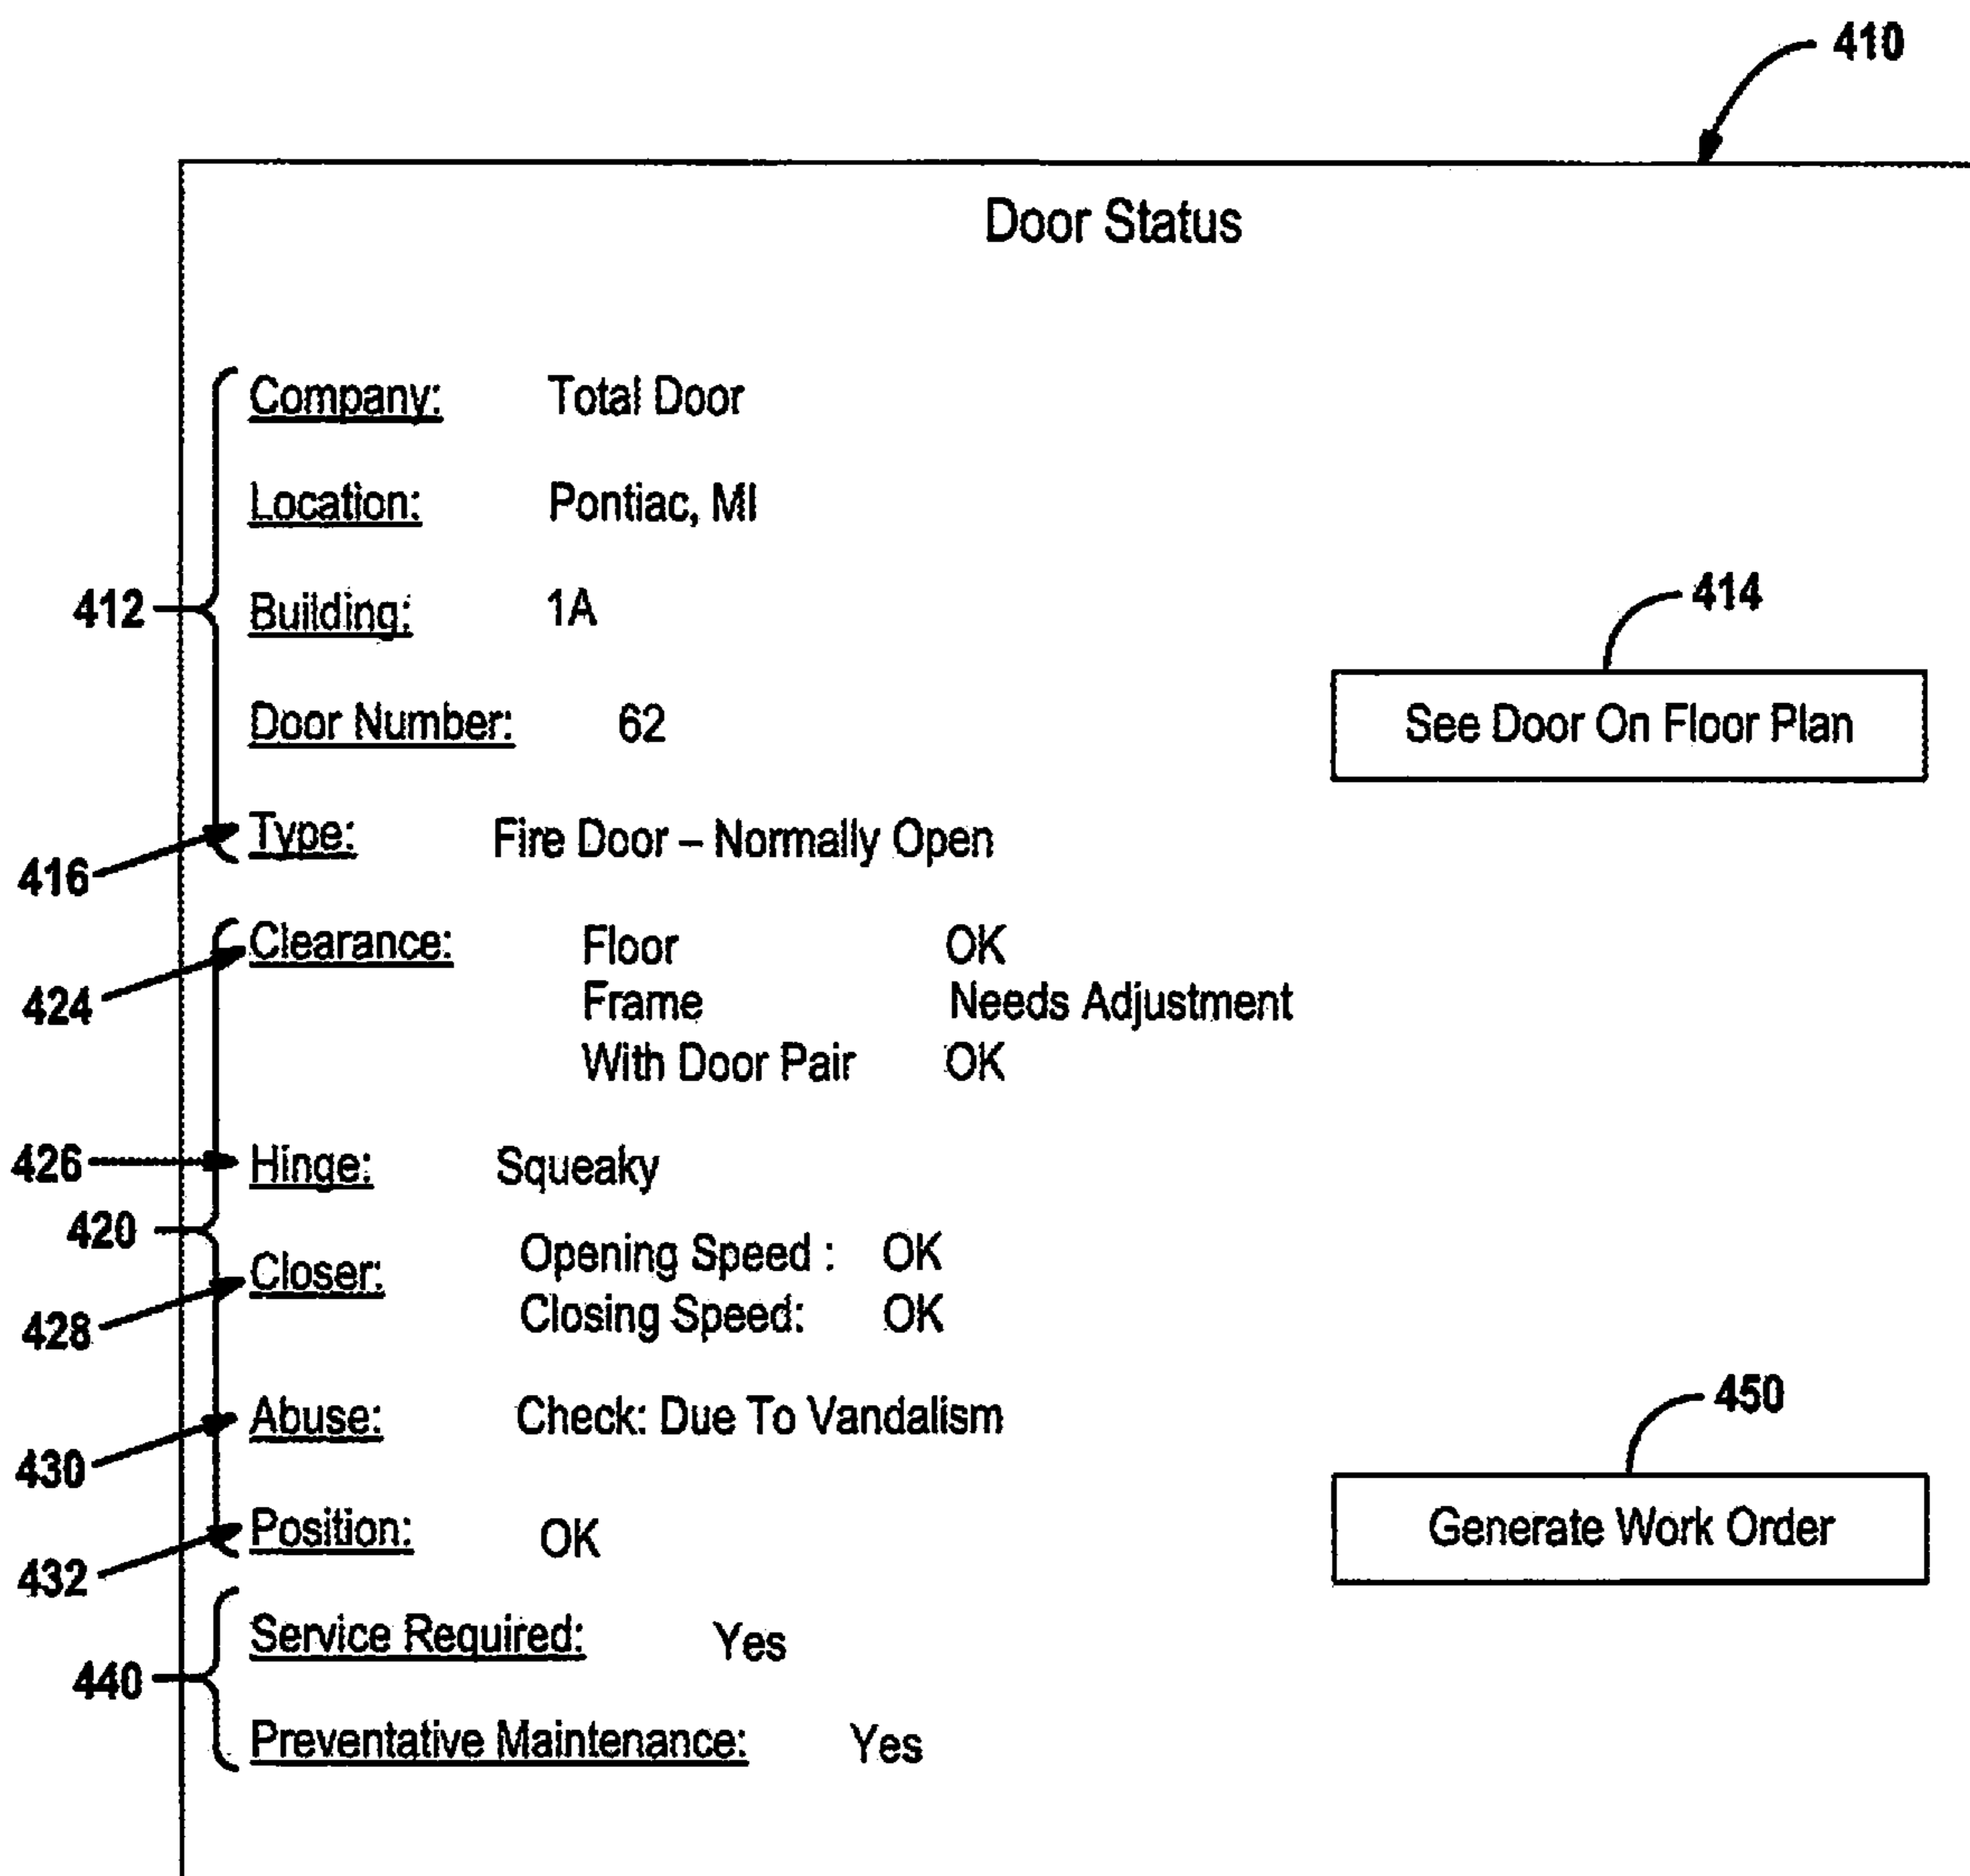 410
Door Status
Company: Total Door
Location: Pontiac, MI
412
Building: 1A
414
Door Number: 62
See Door On Floor Plan
Type: Fire Door – Normally Open
416
Clearance: Floor OK
424
Frame Needs Adjustment
With Door Pair OK
426
Hinge: Squeaky
420
Closer: Opening Speed : OK
428
Closing Speed: OK
450
Abuse: Check: Due To Vandalism
430
Position: OK
Generate Work Order
432
Service Required: Yes
440
Preventative Maintenance: Yes